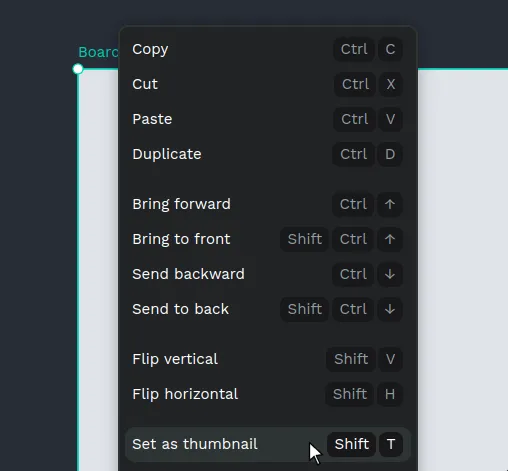 Boar
Copy Ctrl C
Cut Ctrl X
Paste Ctrl V
Duplicate Ctrl D
Bring forward Ctrl ↑
Bring to front Shift Ctrl ↑
Send backward Ctrl ↓
Send to back Shift Ctrl ↓
Flip vertical Shift V
Flip horizontal Shift H
Set as thumbnail Shift T